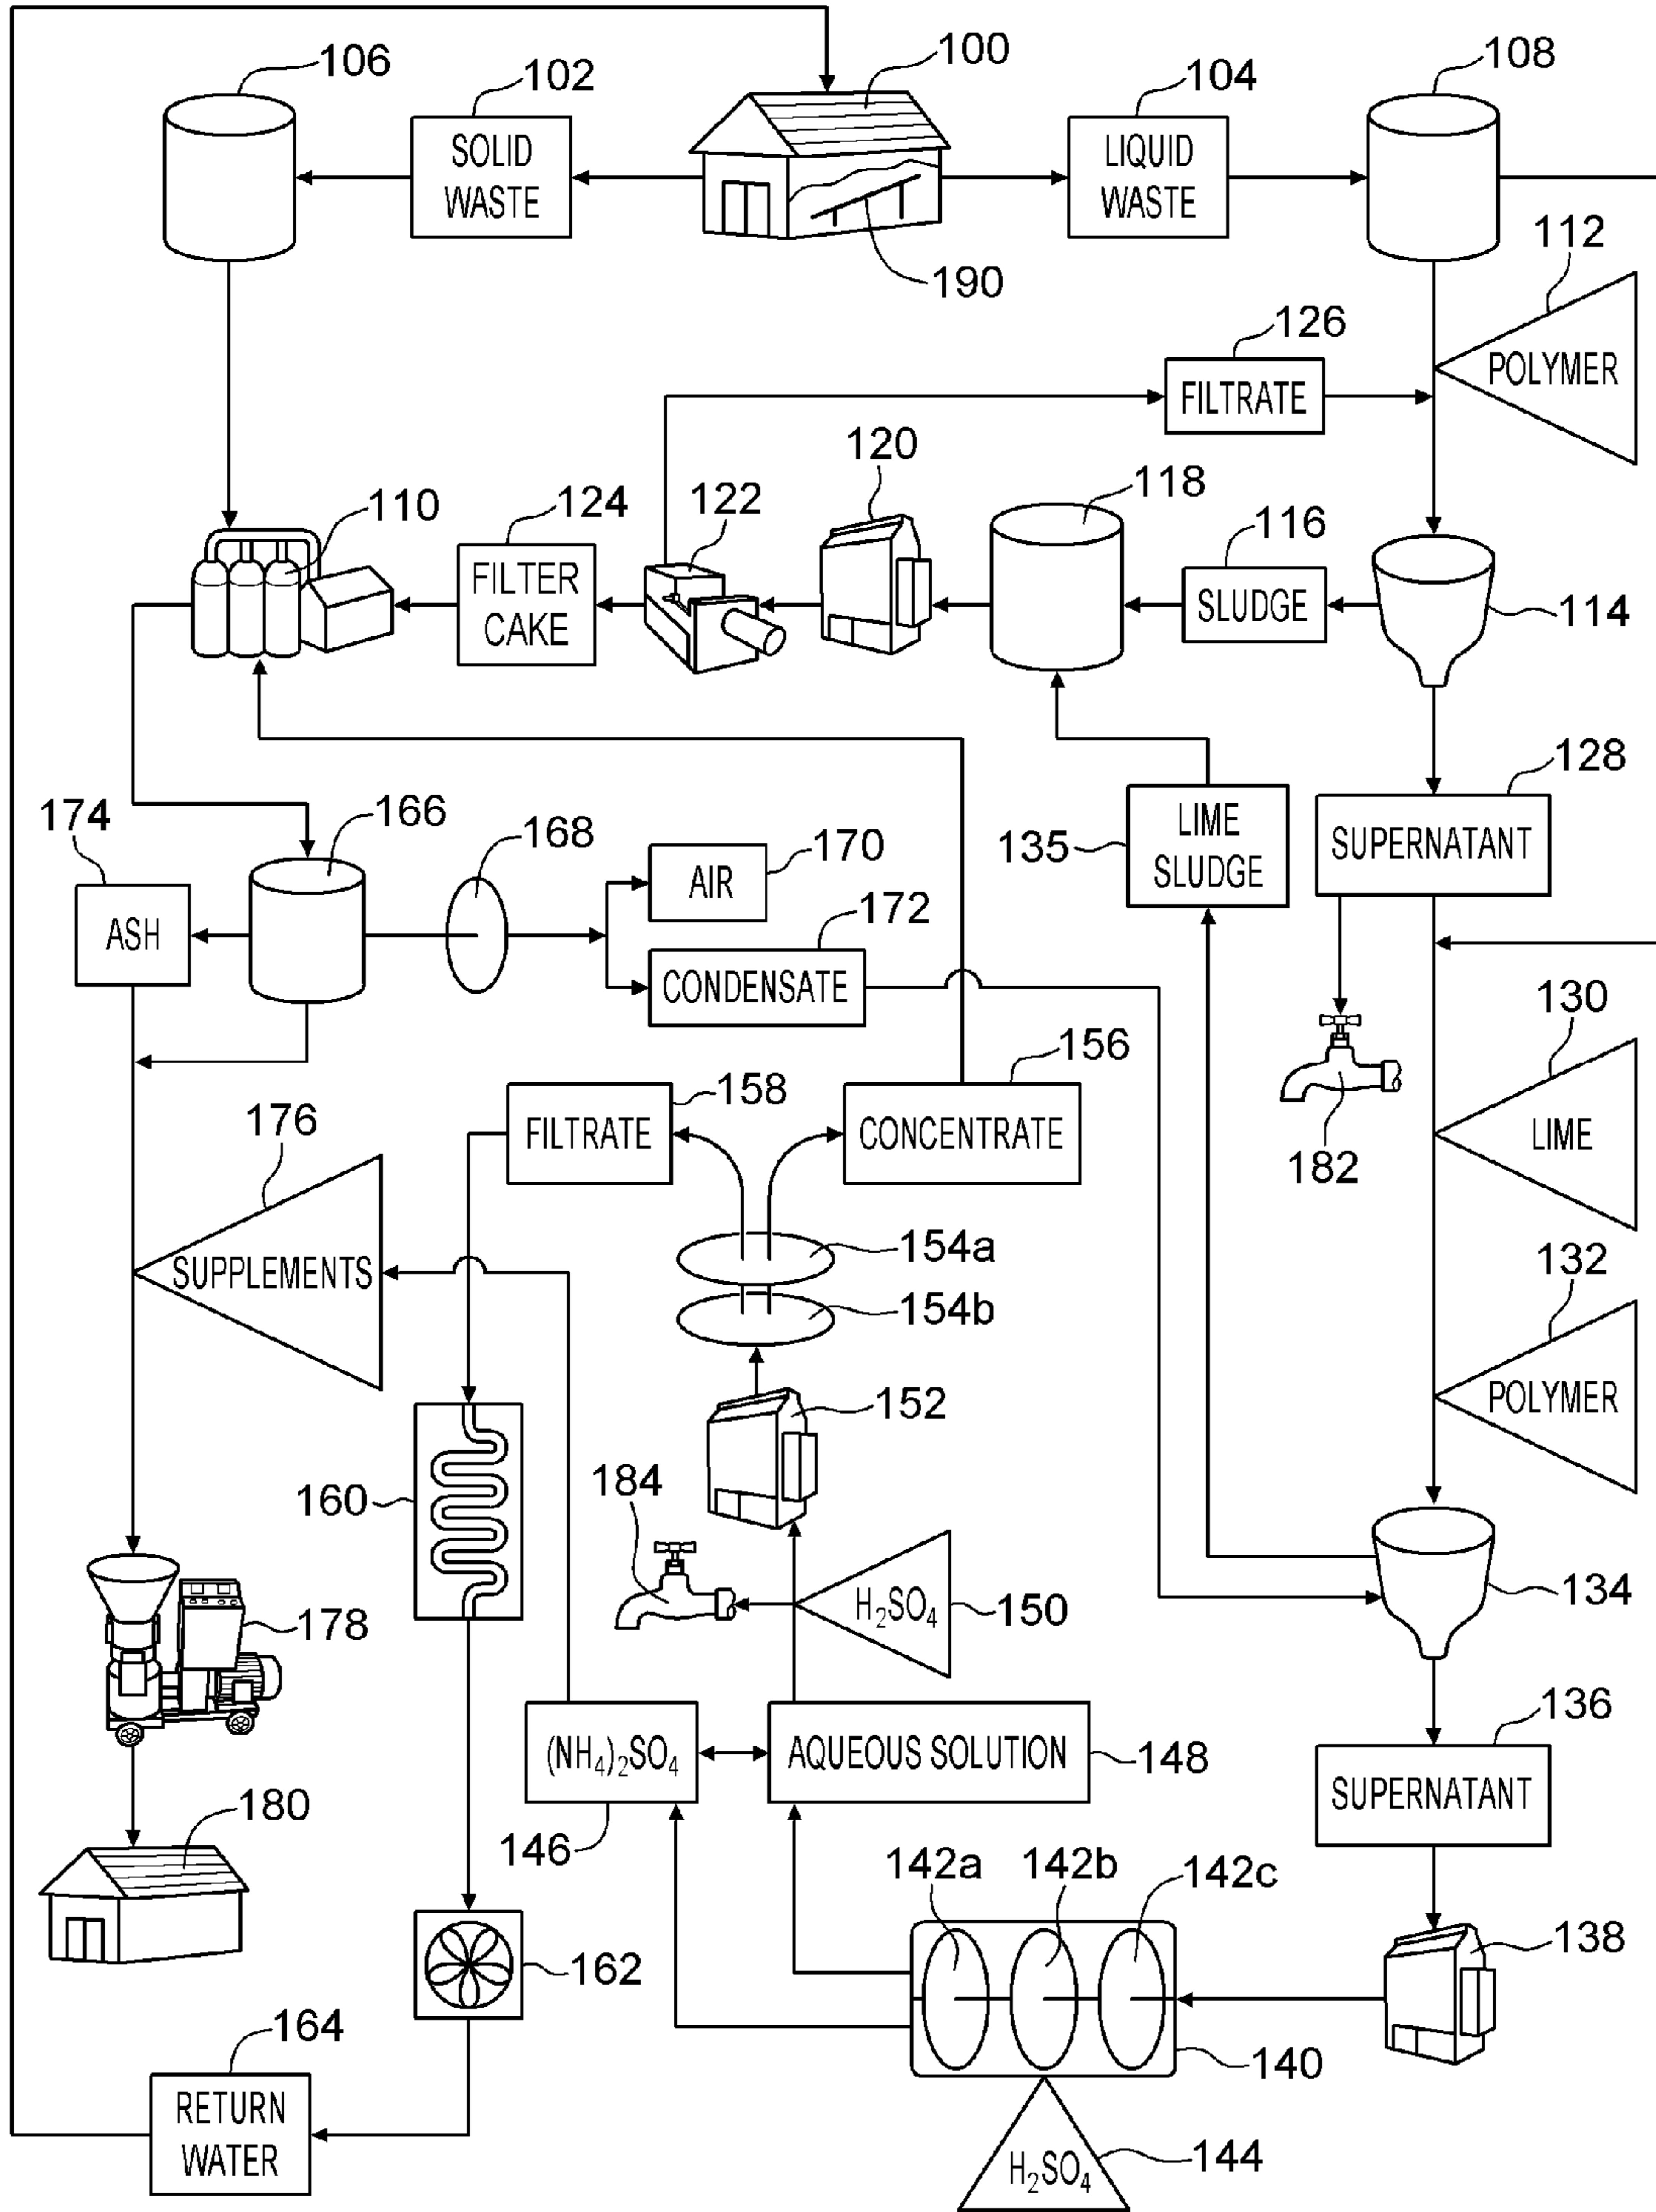 100
106
102
104
108
SOLID
WASTE
LIQUID
WASTE
190
112
POLYMER
126
FILTRATE
120
118
110
124
122
116
FILTER
CAKE
SLUDGE
114
128
174
166
168
170
AIR
135
LIME
SLUDGE
SUPERNATANT
ASH
172
CONDENSATE
130
LIME
158
156
FILTRATE
CONCENTRATE
182
176
SUPPLEMENTS
154a
154b
132
POLYMER
152
160
184
H₂SO₄
150
134
178
136
(NH₄)₂SO₄
AQUEOUS SOLUTION
148
SUPERNATANT
180
146
142a
142b
142c
138
162
164
140
RETURN
WATER
H₂SO₄
144